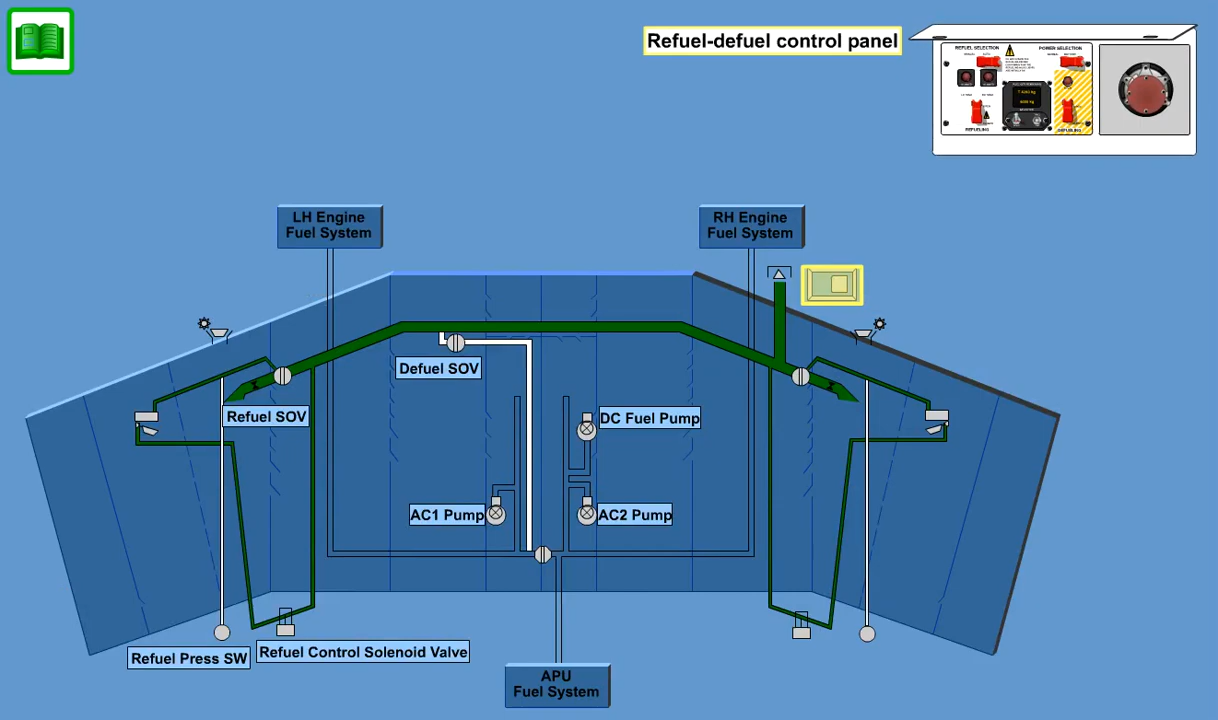 Refuel-defuel control panel
REFUEL SELECTION
POWER SELECTION
REFUELING
DEFUELING
LH Engine
Fuel System
RH Engine
Fuel System
Defuel SOV
Refuel SOV
DC Fuel Pump
AC1 Pump
AC2 Pump
Refuel Press SW
Refuel Control Solenoid Valve
APU
Fuel System